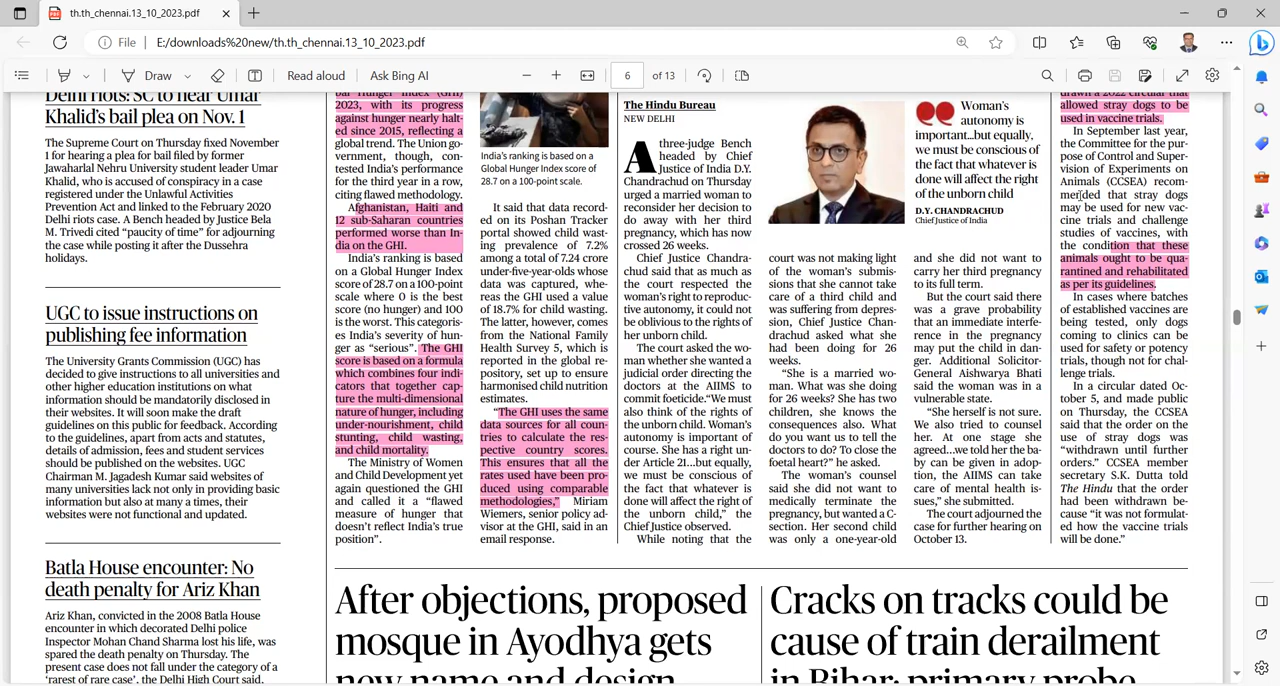 th.th_chennai.13_10_2023.pdf
File
E:/downloads%20new/th.th_chennai.13_10_2023.pdf
Draw
Read aloud
Ask Bing AI
6
of 13
Delhi riots: SC to hear Umar
Khalid's bail plea on Nov. 1
The Supreme Court on Thursday fixed November
1 for hearing a plea for bail filed by former
Jawaharlal Nehru University student leader Umar
Khalid, who is accused of conspiracy in a case
registered under the Unlawful Activities
Prevention Act and linked to the February 2020
Delhi riots case. A Bench headed by Justice Bela
M. Trivedi cited “paucity of time” for adjourning
the case while posting it after the Dussehra
holidays.
UGC to issue instructions on
publishing fee information
The University Grants Commission (UGC) has
decided to give instructions to all universities and
other higher education institutions on what
information should be mandatorily disclosed in
their websites. It will soon make the draft
guidelines on this public for feedback. According
to the guidelines, apart from acts and statutes,
details of admission, fees and student services
should be published on the websites. UGC
Chairman M. Jagadesh Kumar said websites of
many universities lack not only in providing basic
information but also at a many a times, their
websites were not functional and updated.
Batla House encounter: No
death penalty for Ariz Khan
Ariz Khan, convicted in the 2008 Batla House
encounter in which decorated Delhi police
Inspector Mohan Chand Sharma lost his life, was
spared the death penalty on Thursday. The
present case does not fall under the category of a
‘rarest of rare case’, the Delhi High Court said,
bal Hunger Index (GHI)
2023, with its progress
against hunger nearly halt-
ed since 2015, reflecting a
global trend. The Union go-
vernment, though, con-
tested India's performance
for the third year in a row,
citing flawed methodology.
Afghanistan, Haiti and
12 sub-Saharan countries
performed worse than In-
dia on the GHI.
India's ranking is based
on a Global Hunger Index
score of 28.7 on a 100-point
scale where 0 is the best
score (no hunger) and 100
is the worst. This categoris-
es India's severity of hun-
ger as “serious”. The GHI
score is based on a formula
which combines four indi-
cators that together cap-
ture the multi-dimensional
nature of hunger, including
under-nourishment, child
stunting, child wasting,
and child mortality.
The Ministry of Women
and Child Development yet
again questioned the GHI
and called it a “flawed
measure of hunger that
doesn't reflect India's true
position”.
India's ranking is based on a
Global Hunger Index score of
28.7 on a 100-point scale.
It said that data record-
ed on its Poshan Tracker
portal showed child wast-
ing prevalence of 7.2%
among a total of 7.24 crore
under-five-year-olds whose
data was captured, whe-
reas the GHI used a value
of 18.7% for child wasting.
The latter, however, comes
from the National Family
Health Survey 5, which is
reported in the global re-
pository, set up to ensure
harmonised child nutrition
estimates.
“The GHI uses the same
data sources for all coun-
tries to calculate the res-
pective country scores.
This ensures that all the
rates used have been pro-
duced using comparable
methodologies,” Miriam
Wiemers, senior policy ad-
visor at the GHI, said in an
email response.
The Hindu Bureau
NEW DELHI
A three-judge Bench
headed by Chief
Justice of India D.Y.
Chandrachud on Thursday
urged a married woman to
reconsider her decision to
do away with her third
pregnancy, which has now
crossed 26 weeks.
Chief Justice Chandra-
chud said that as much as
the court respected the
woman's right to reproduc-
tive autonomy, it could not
be oblivious to the rights of
her unborn child.
The court asked the wo-
man whether she wanted a
judicial order directing the
doctors at the AIIMS to
commit foeticide.“We must
also think of the rights of
the unborn child. Woman's
autonomy is important of
course. She has a right un-
der Article 21...but equally,
we must be conscious of
the fact that whatever is
done will affect the right of
the unborn child,” the
Chief Justice observed.
While noting that the
court was not making light
of the woman's submis-
sions that she cannot take
care of a third child and
was suffering from depres-
sion, Chief Justice Chan-
drachud asked what she
had been doing for 26
weeks.
“She is a married wo-
man. What was she doing
for 26 weeks? She has two
children, she knows the
consequences also. What
do you want us to tell the
doctors to do? To close the
foetal heart?” he asked.
The woman's counsel
said she did not want to
medically terminate the
pregnancy, but wanted a C-
section. Her second child
was only a one-year-old
Woman's
autonomy is
important...but equally,
we must be conscious of
the fact that whatever is
done will affect the right
of the unborn child
D.Y. CHANDRACHUD
Chief Justice of India
and she did not want to
carry her third pregnancy
to its full term.
But the court said there
was a grave probability
that an immediate interfe-
rence in the pregnancy
may put the child in dan-
ger. Additional Solicitor-
General Aishwarya Bhati
said the woman was in a
vulnerable state.
“She herself is not sure.
We also tried to counsel
her. At one stage she
agreed...we told her the ba-
by can be given in adop-
tion, the AIIMS can take
care of mental health is-
sues,” she submitted.
The court adjourned the
case for further hearing on
October 13.
drawn a 2022 circular that
allowed stray dogs to be
used in vaccine trials.
In September last year,
the Committee for the pur-
pose of Control and Super-
vision of Experiments on
Animals (CCSEA) recom-
mended that stray dogs
may be used for new vac-
cine trials and challenge
studies of vaccines, with
the condition that these
animals ought to be qua-
rantined and rehabilitated
as per its guidelines.
In cases where batches
of established vaccines are
being tested, only dogs
coming to clinics can be
used for safety or potency
trials, though not for chal-
lenge trials.
In a circular dated Oc-
tober 5, and made public
on Thursday, the CCSEA
said that the order on the
use of stray dogs was
“withdrawn until further
orders.” CCSEA member
secretary S.K. Dutta told
The Hindu that the order
had been withdrawn be-
cause “it was not formulat-
ed how the vaccine trials
will be done.”
After objections, proposed
mosque in Ayodhya gets
new name and design
Cracks on tracks could be
cause of train derailment
in Bihar: primary probe